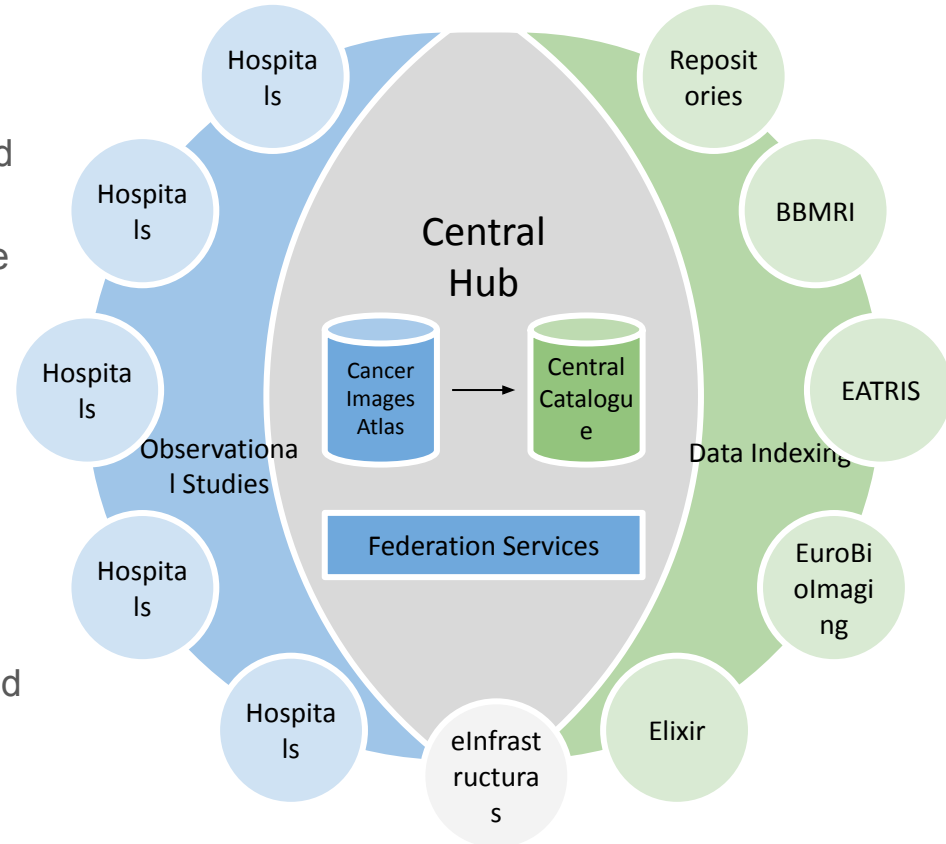 Hospita
ls
Reposit
ories
d
Hospita
ls
BBMRI
e
Central
Hub
Hospita
ls
Cancer
Images
Atlas
Central
Catalogu
e
EATRIS
Observationa
l Studies
Data Indexing
Federation Services
Hospita
ls
EuroBi
oImagi
ng
d
Hospita
ls
eInfrast
ructura
s
Elixir